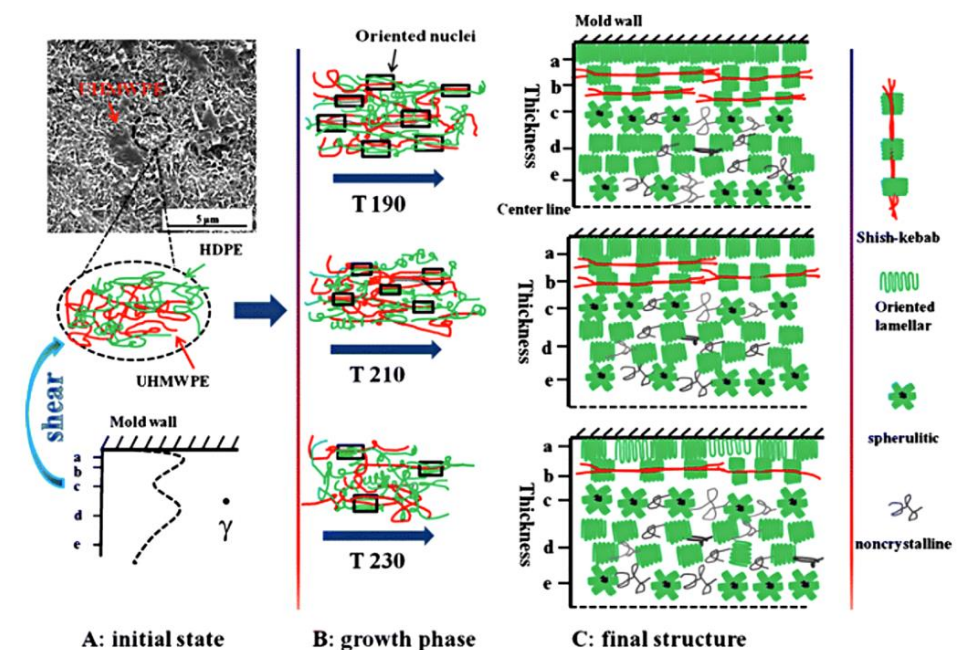 UHMWPE
5 μm
HDPE
UHMWPE
shear
Mold wall
a
b
c
d
e
γ̇
A: initial state
Oriented nuclei
T 190
T 210
T 230
B: growth phase
Mold wall
Thickness
a
b
c
d
e
Center line
Thickness
a
b
c
d
e
Thickness
a
b
c
d
e
C: final structure
Shish-kebab
Oriented
lamellar
spherulitic
noncrystalline